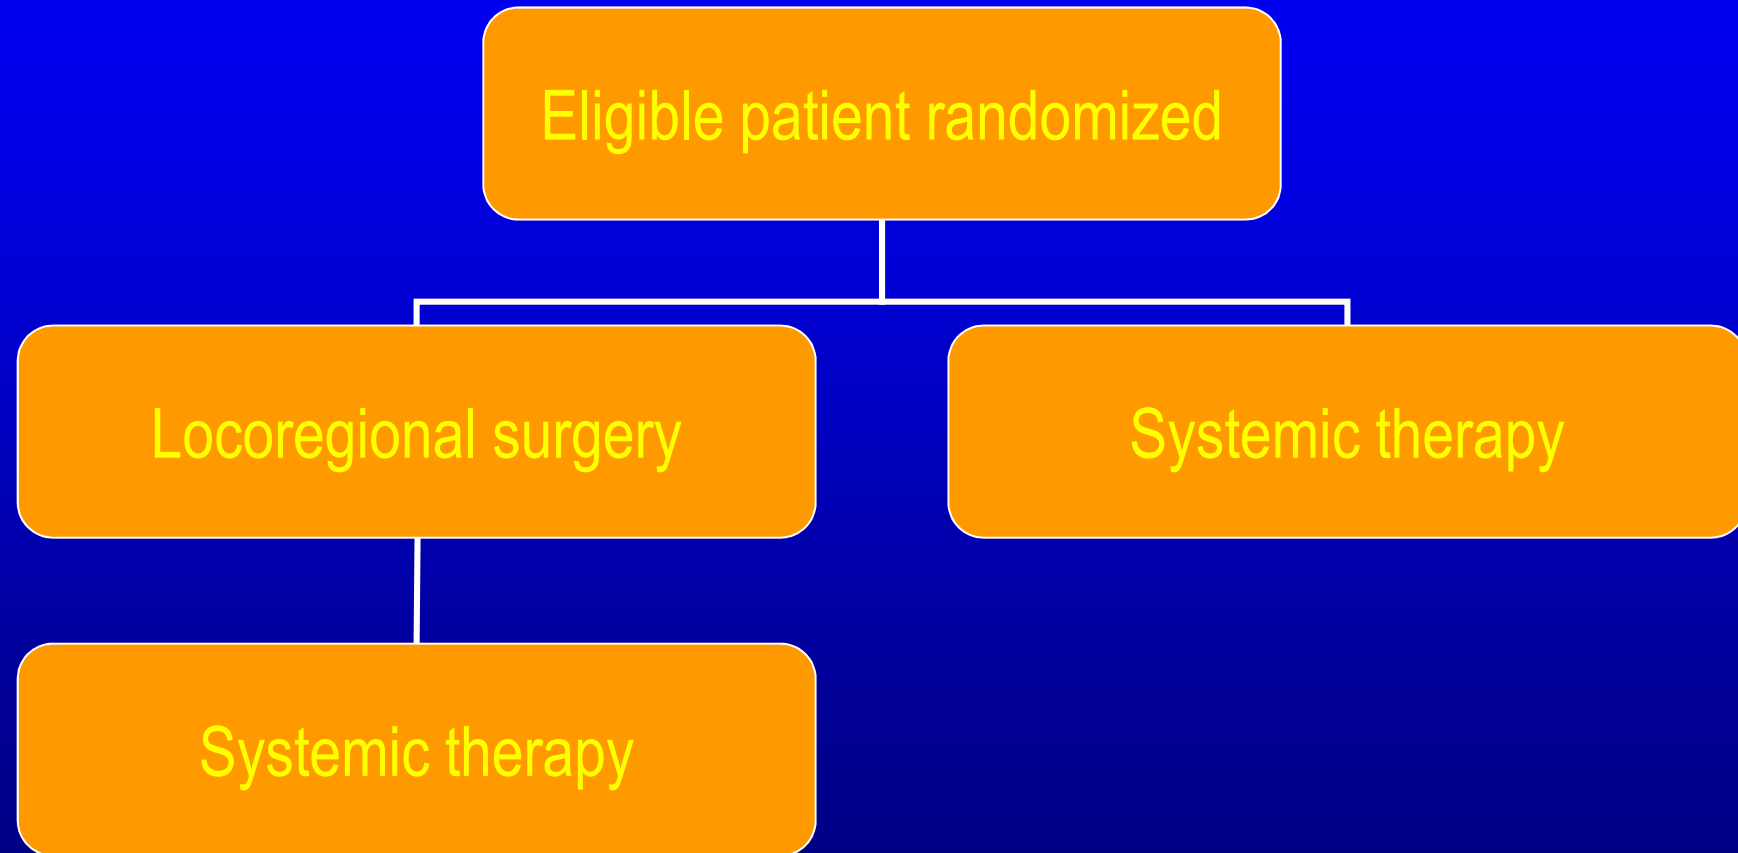 Eligible patient randomized
Locoregional surgery
Systemic therapy
Systemic therapy